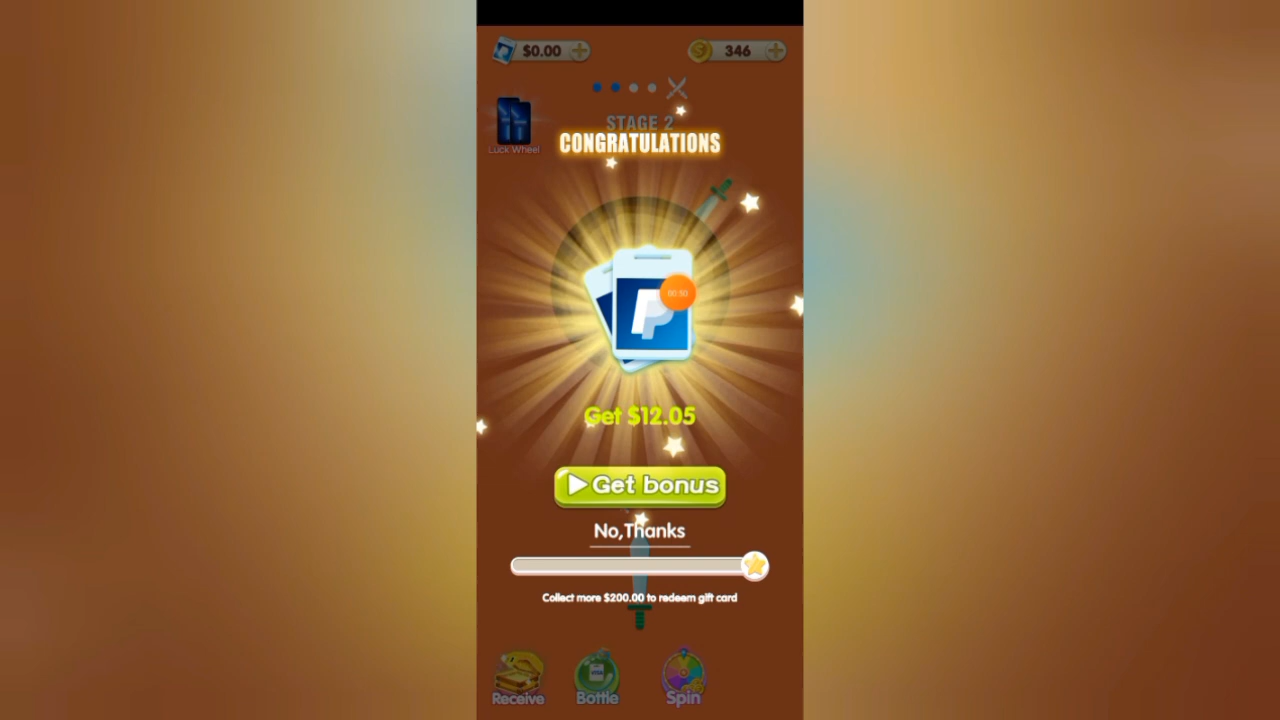 $0.00
346
Luck Wheel
STAGE 2
CONGRATULATIONS
Get $12.05
Get bonus
No,Thanks
Collect more $200.00 to redeem gift card
VISA
Receive
Bottle
Spin